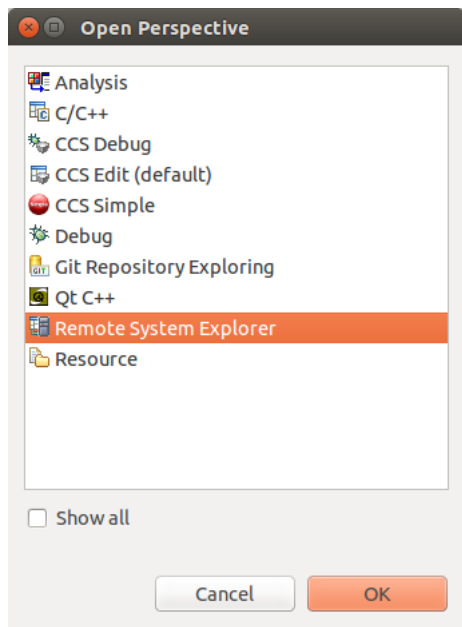 Open Perspective
Analysis
C/C++
CCS Debug
CCS Edit (default)
CCS Simple
Debug
Git Repository Exploring
Qt C++
Remote System Explorer
Resource
Show all
Cancel
OK